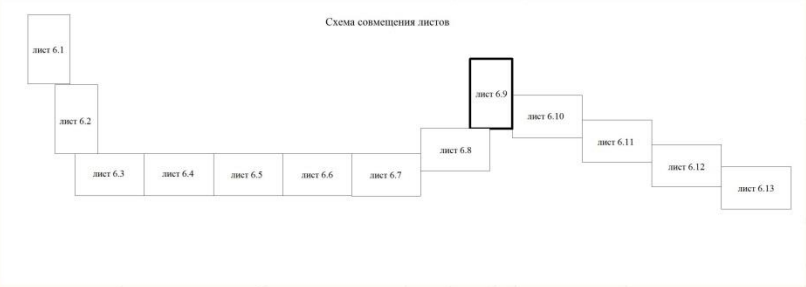 Схема совмещения листов
лист 6.1
лист 6.2
лист 6.3
лист 6.4
лист 6.5
лист 6.6
лист 6.7
лист 6.8
лист 6.9
лист 6.10
лист 6.11
лист 6.12
лист 6.13